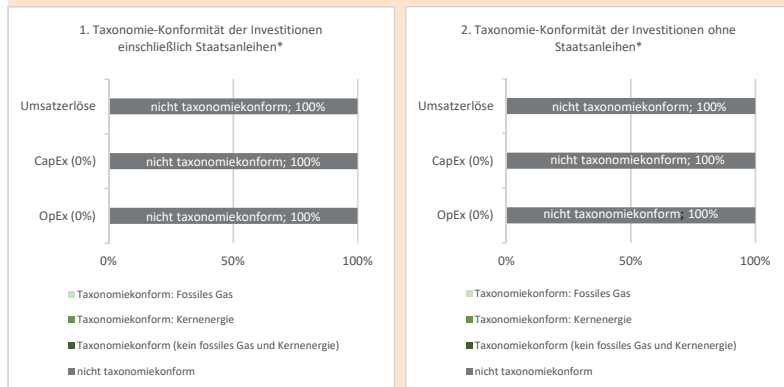 1. Taxonomie-Konformität der Investitionen
einschließlich Staatsanleihen*
Umsatzerlöse
nicht taxonomiekonform; 100%
CapEx (0%)
nicht taxonomiekonform; 100%
OpEx (0%)
nicht taxonomiekonform; 100%
0% 50% 100%
Taxonomiekonform: Fossiles Gas
Taxonomiekonform: Kernenergie
Taxonomiekonform (kein fossiles Gas und Kernenergie)
nicht taxonomiekonform
2. Taxonomie-Konformität der Investitionen ohne
Staatsanleihen*
Umsatzerlöse
nicht taxonomiekonform; 100%
CapEx (0%)
nicht taxonomiekonform; 100%
OpEx (0%)
nicht taxonomiekonform; 100%
0% 50% 100%
Taxonomiekonform: Fossiles Gas
Taxonomiekonform: Kernenergie
Taxonomiekonform (kein fossiles Gas und Kernenergie)
nicht taxonomiekonform